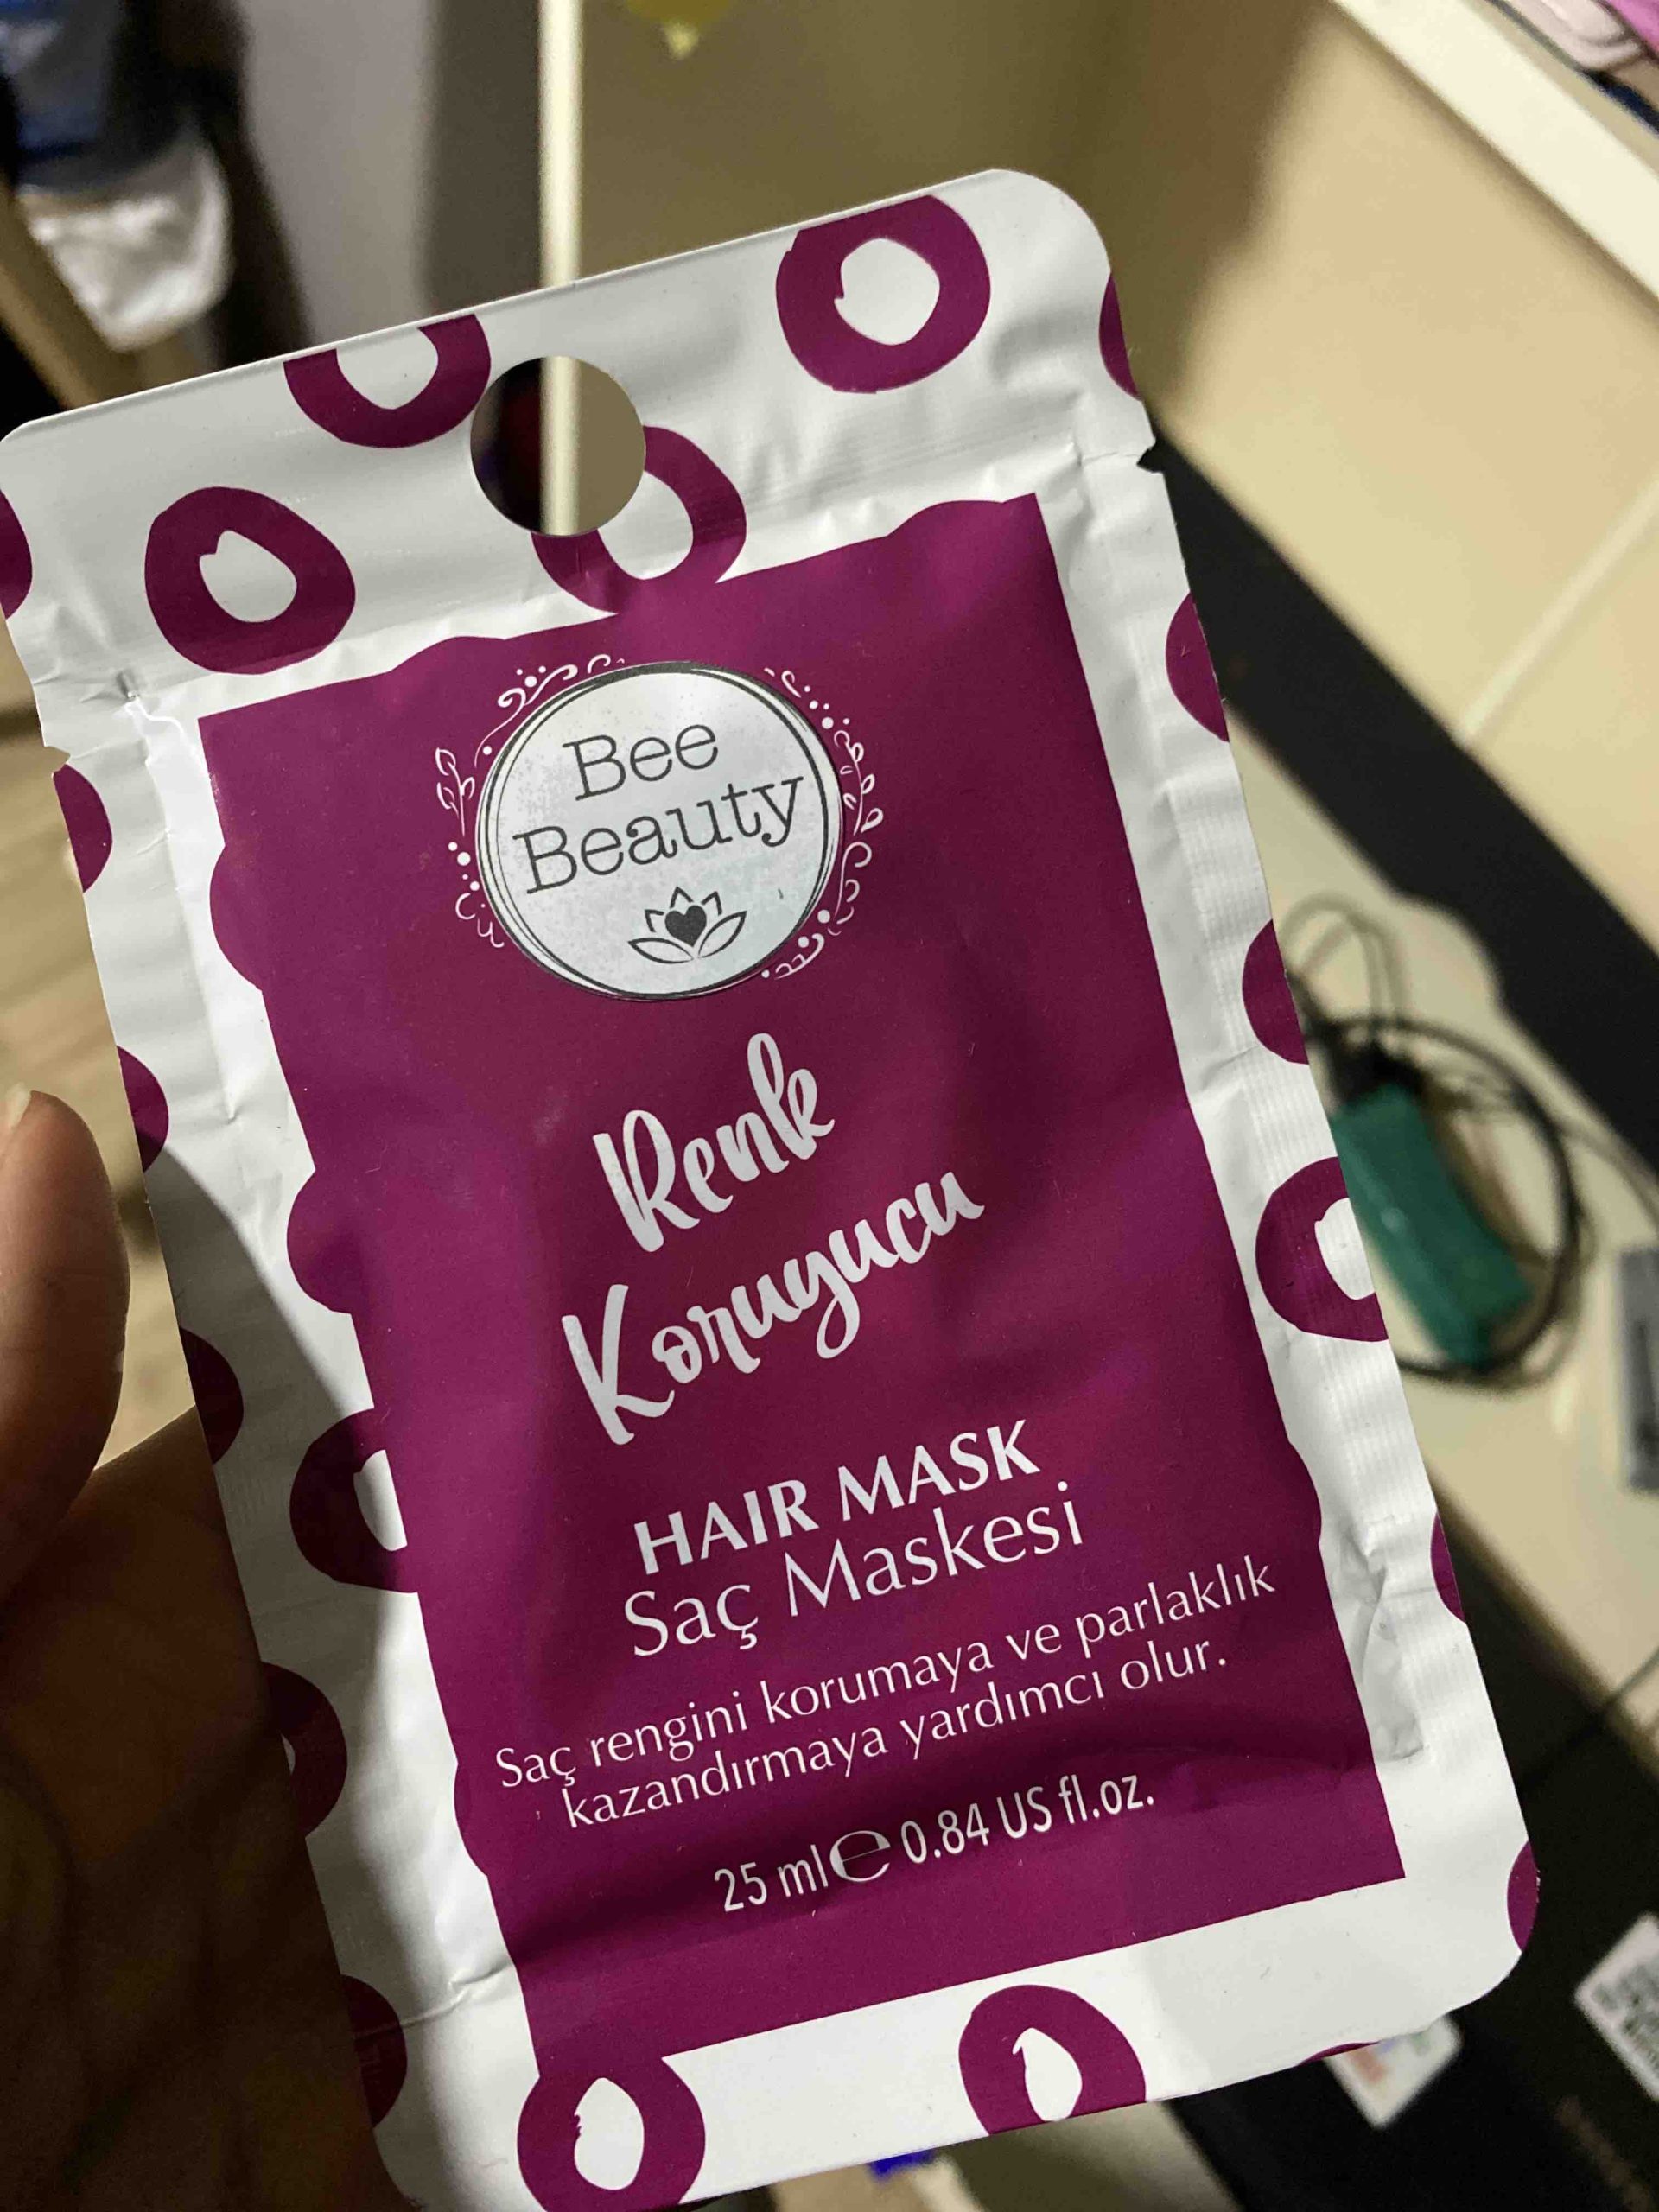 Bee
Beauty
Renk
Koruyucu
HAIR MASK
Saç Maskesi
Saç rengini korumaya ve parlaklık
kazandırmaya yardımcı olur.
25 ml ℮ 0.84 US fl.oz.